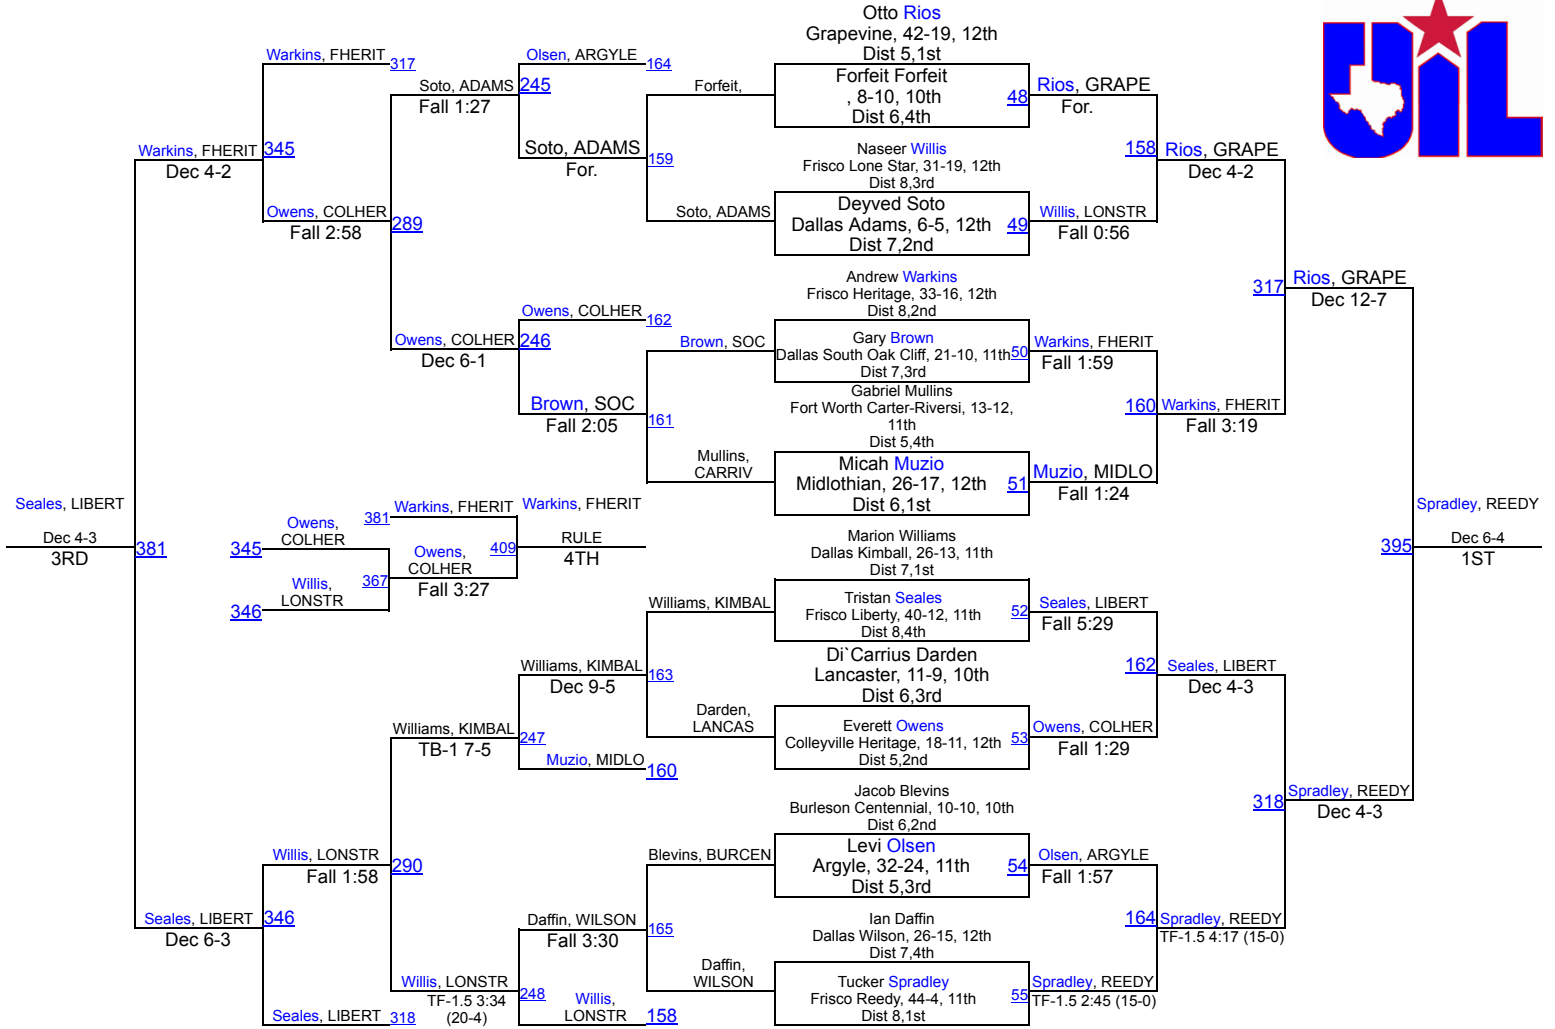 Otto Rios
Grapevine, 42-19, 12th
Dist 5,1st
Forfeit Forfeit
, 8-10, 10th
Dist 6,4th
48
Naseer Willis
Frisco Lone Star, 31-19, 12th
Dist 8,3rd
Deyved Soto
Dallas Adams, 6-5, 12th
Dist 7,2nd
49
Andrew Warkins
Frisco Heritage, 33-16, 12th
Dist 8,2nd
Gary Brown
Dallas South Oak Cliff, 21-10, 11th
Dist 7,3rd
50
Gabriel Mullins
Fort Worth Carter-Riversi, 13-12,
11th
Dist 5,4th
Micah Muzio
Midlothian, 26-17, 12th
Dist 6,1st
51
Marion Williams
Dallas Kimball, 26-13, 11th
Dist 7,1st
Tristan Seales
Frisco Liberty, 40-12, 11th
Dist 8,4th
52
Di`Carrius Darden
Lancaster, 11-9, 10th
Dist 6,3rd
Everett Owens
Colleyville Heritage, 18-11, 12th
Dist 5,2nd
53
Jacob Blevins
Burleson Centennial, 10-10, 10th
Dist 6,2nd
Levi Olsen
Argyle, 32-24, 11th
Dist 5,3rd
54
Ian Daffin
Dallas Wilson, 26-15, 12th
Dist 7,4th
Tucker Spradley
Frisco Reedy, 44-4, 11th
Dist 8,1st
55
Rios, GRAPE
For.
158
Willis, LONSTR
Fall 0:56
Warkins, FHERIT
Fall 1:59
160
Muzio, MIDLO
Fall 1:24
Seales, LIBERT
Fall 5:29
162
Owens, COLHER
Fall 1:29
Olsen, ARGYLE
Fall 1:57
164
Spradley, REEDY
TF-1.5 2:45 (15-0)
Rios, GRAPE
Dec 4-2
317
Warkins, FHERIT
Fall 3:19
Seales, LIBERT
Dec 4-3
318
Spradley, REEDY
TF-1.5 4:17 (15-0)
Rios, GRAPE
Dec 12-7
395
Spradley, REEDY
Dec 4-3
Spradley, REEDY
Dec 6-4
1ST
UIL
Forfeit,
159
Soto, ADAMS
Brown, SOC
161
Mullins,
CARRIV
Williams, KIMBAL
163
Darden,
LANCAS
Blevins, BURCEN
165
Daffin,
WILSON
Olsen, ARGYLE
164
245
Soto, ADAMS
For.
Owens, COLHER
162
246
Brown, SOC
Fall 2:05
Williams, KIMBAL
Dec 9-5
247
Muzio, MIDLO
160
Daffin, WILSON
Fall 3:30
248
Willis,
LONSTR
158
Soto, ADAMS
Fall 1:27
289
Owens, COLHER
Dec 6-1
Williams, KIMBAL
TB-1 7-5
290
Willis, LONSTR
TF-1.5 3:34
(20-4)
Warkins, FHERIT
317
345
Owens, COLHER
Fall 2:58
Willis, LONSTR
Fall 1:58
346
Seales, LIBERT
318
Warkins, FHERIT
Dec 4-2
381
Seales, LIBERT
Dec 6-3
Seales, LIBERT
Dec 4-3
3RD
345
Owens,
COLHER
367
346
Willis,
LONSTR
381
Warkins, FHERIT
409
Owens,
COLHER
Fall 3:27
Warkins, FHERIT
RULE
4TH